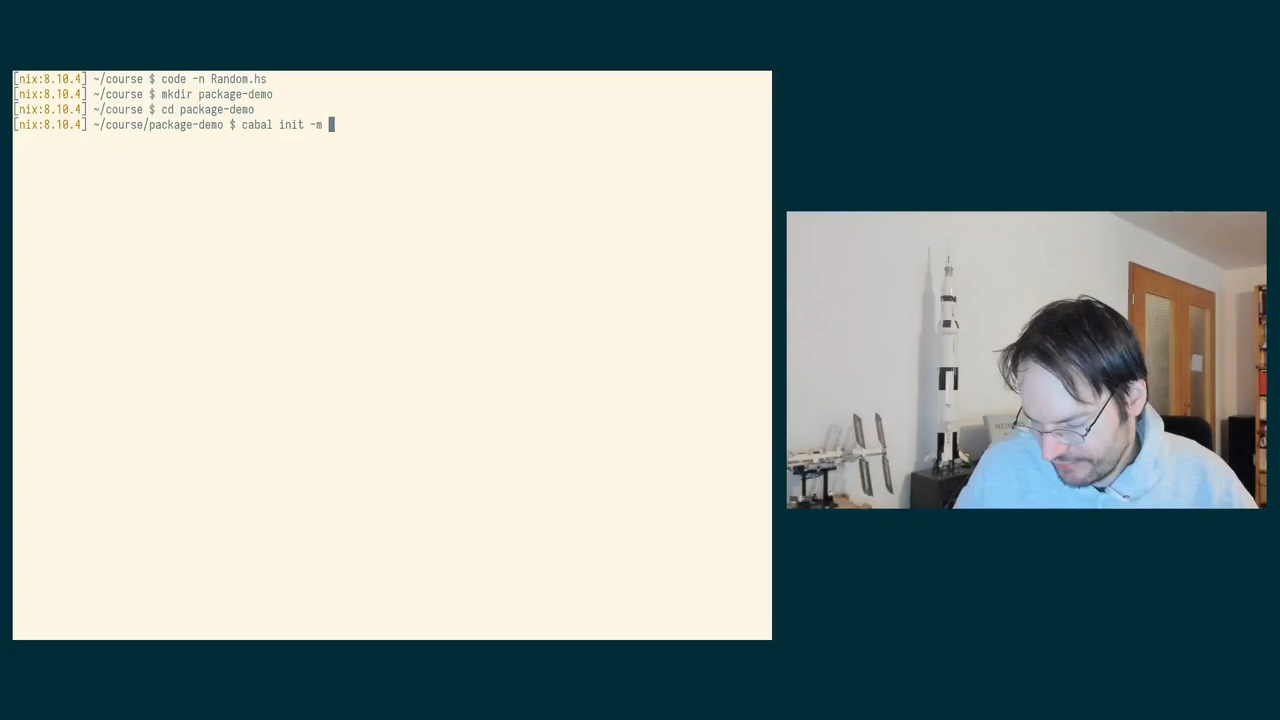 [nix:8.10.4] ~/course $ code -n Random.hs
[nix:8.10.4] ~/course $ mkdir package-demo
[nix:8.10.4] ~/course $ cd package-demo
[nix:8.10.4] ~/course/package-demo $ cabal init -m